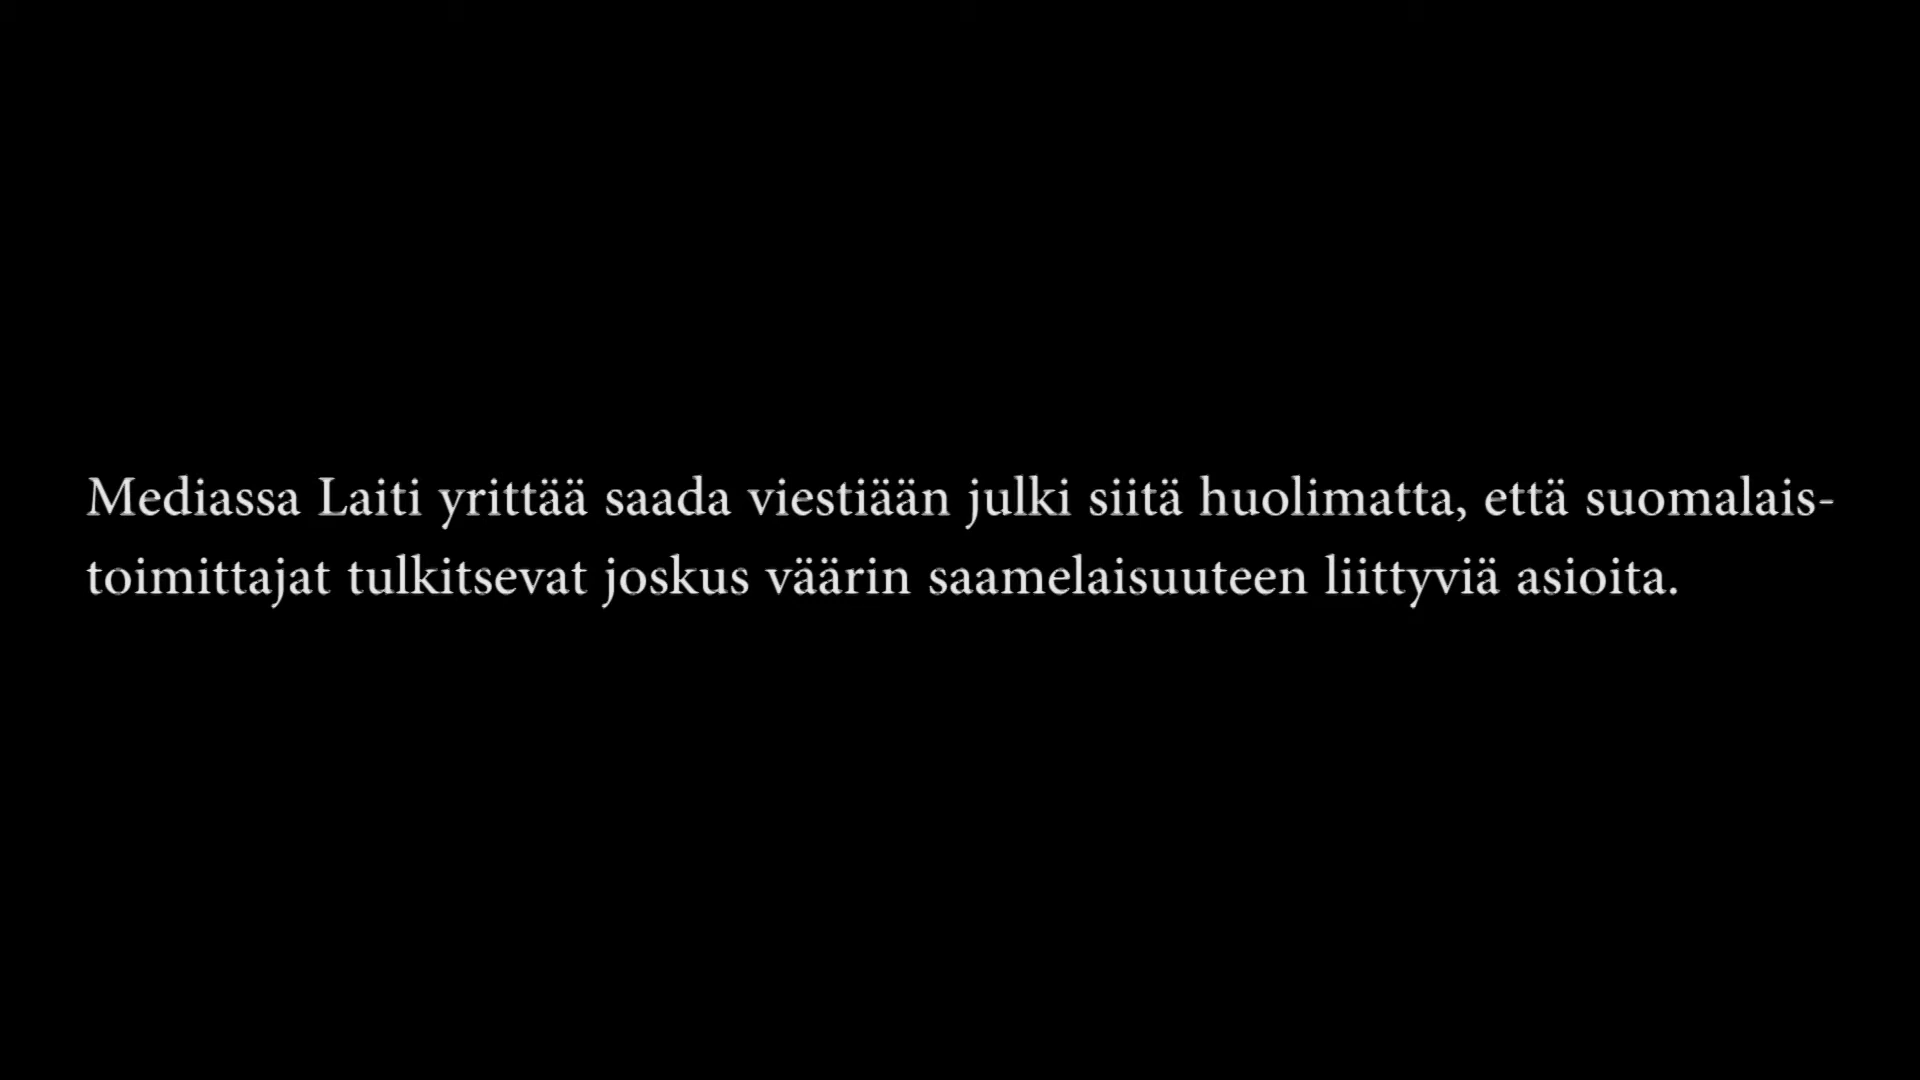 Mediassa Laiti yrittää saada viestiään julki siitä huolimatta, että suomalais-
toimittajat tulkitsevat joskus väärin saamelaisuuteen liittyviä asioita.